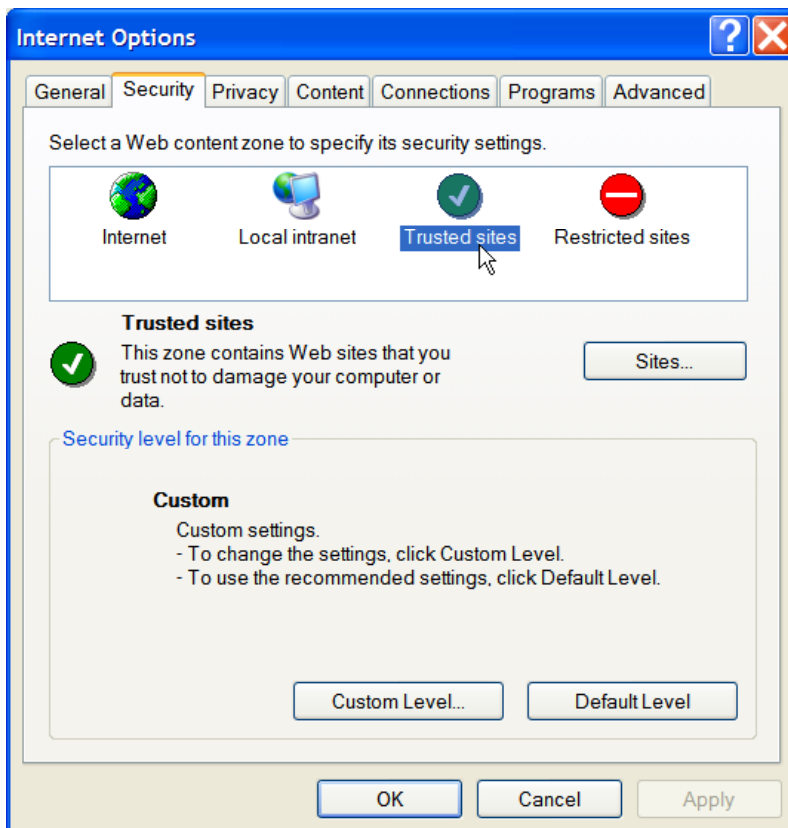 Internet Options
General Security Privacy Content Connections Programs Advanced
Select a Web content zone to specify its security settings.
Internet Local intranet Trusted sites Restricted sites
Trusted sites
This zone contains Web sites that you
trust not to damage your computer or
data.
Sites...
Security level for this zone
Custom
Custom settings.
- To change the settings, click Custom Level.
- To use the recommended settings, click Default Level.
Custom Level... Default Level
OK Cancel Apply